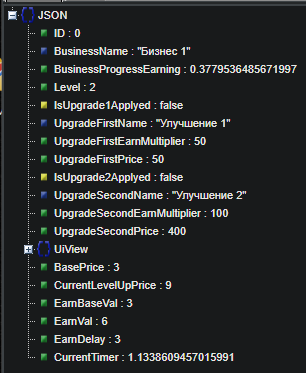 JSON
ID : 0
BusinessName : "Бизнес 1"
BusinessProgressEarning : 0.3779536485671997
Level : 2
IsUpgrade1Applyed : false
UpgradeFirstName : "Улучшение 1"
UpgradeFirstEarnMultiplier : 50
UpgradeFirstPrice : 50
IsUpgrade2Applyed : false
UpgradeSecondName : "Улучшение 2"
UpgradeSecondEarnMultiplier : 100
UpgradeSecondPrice : 400
UiView
BasePrice : 3
CurrentLevelUpPrice : 9
EarnBaseVal : 3
EarnVal : 6
EarnDelay : 3
CurrentTimer : 1.1338609457015991